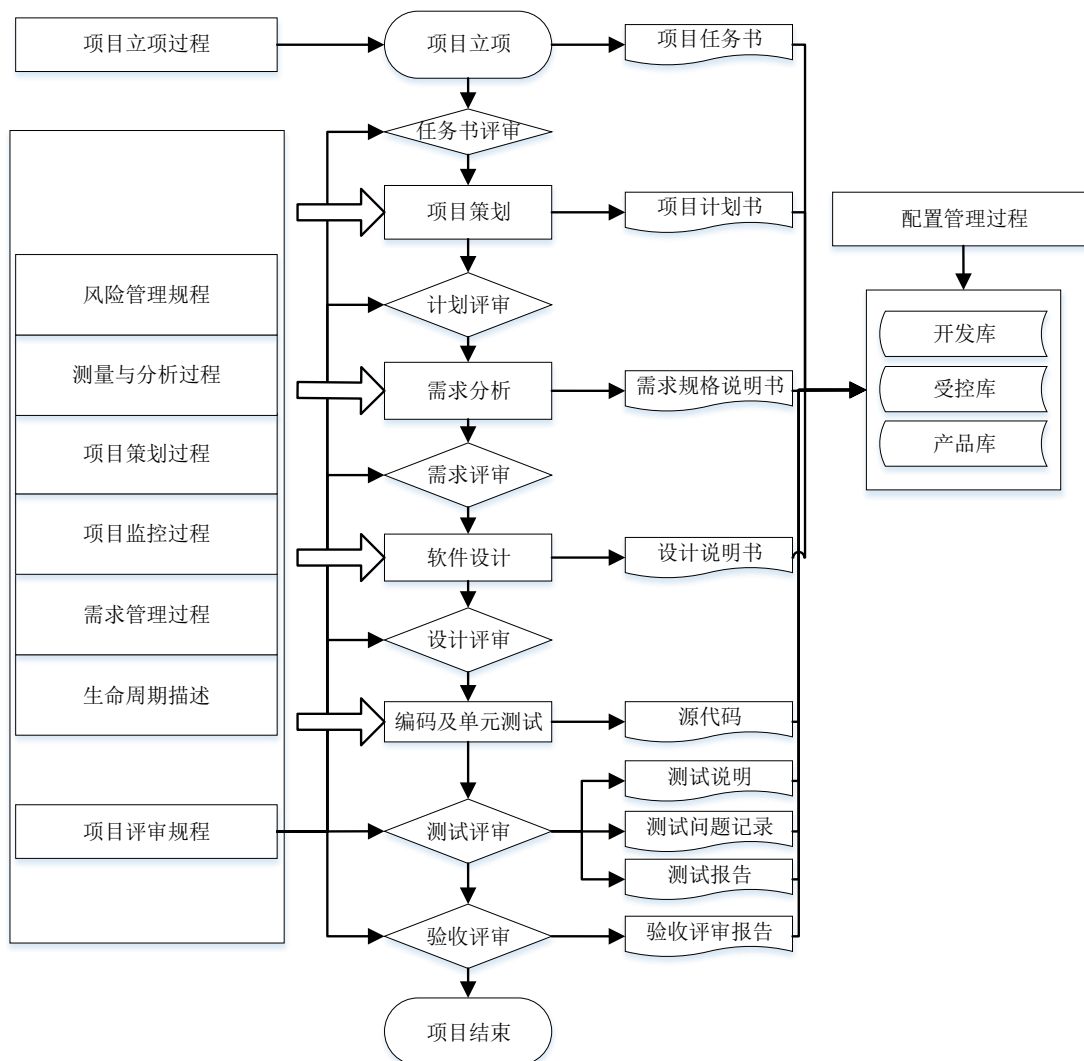 项目立项过程
项目立项
项目任务书
任务书评审
项目策划
项目计划书
配置管理过程
风险管理规程
计划评审
开发库
测量与分析过程
需求分析
需求规格说明书
受控库
项目策划过程
需求评审
产品库
项目监控过程
软件设计
设计说明书
需求管理过程
设计评审
生命周期描述
编码及单元测试
源代码
测试说明
项目评审规程
测试评审
测试问题记录
测试报告
验收评审
验收评审报告
项目结束